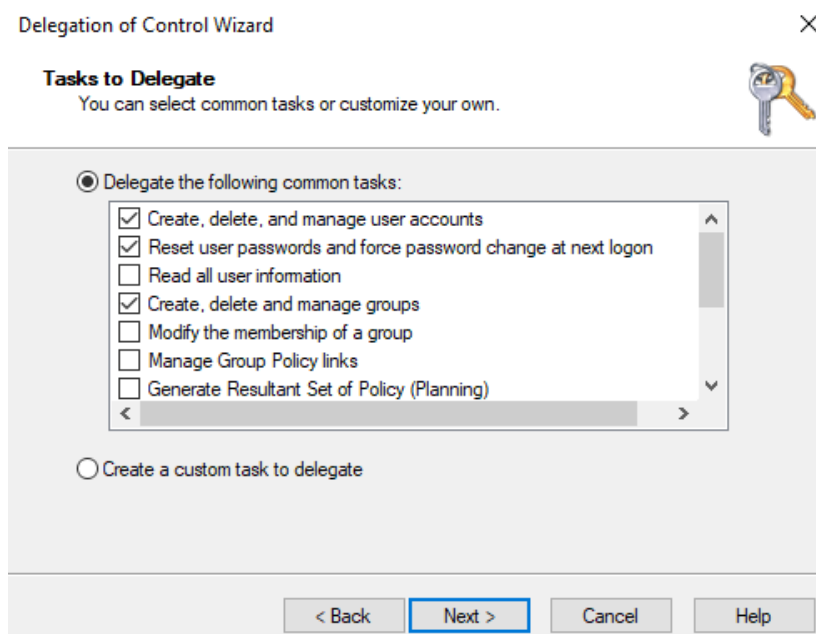 Delegation of Control Wizard
Tasks to Delegate
You can select common tasks or customize your own.
Delegate the following common tasks:
Create, delete, and manage user accounts
Reset user passwords and force password change at next logon
Read all user information
Create, delete and manage groups
Modify the membership of a group
Manage Group Policy links
Generate Resultant Set of Policy (Planning)
Create a custom task to delegate
< Back Next > Cancel Help